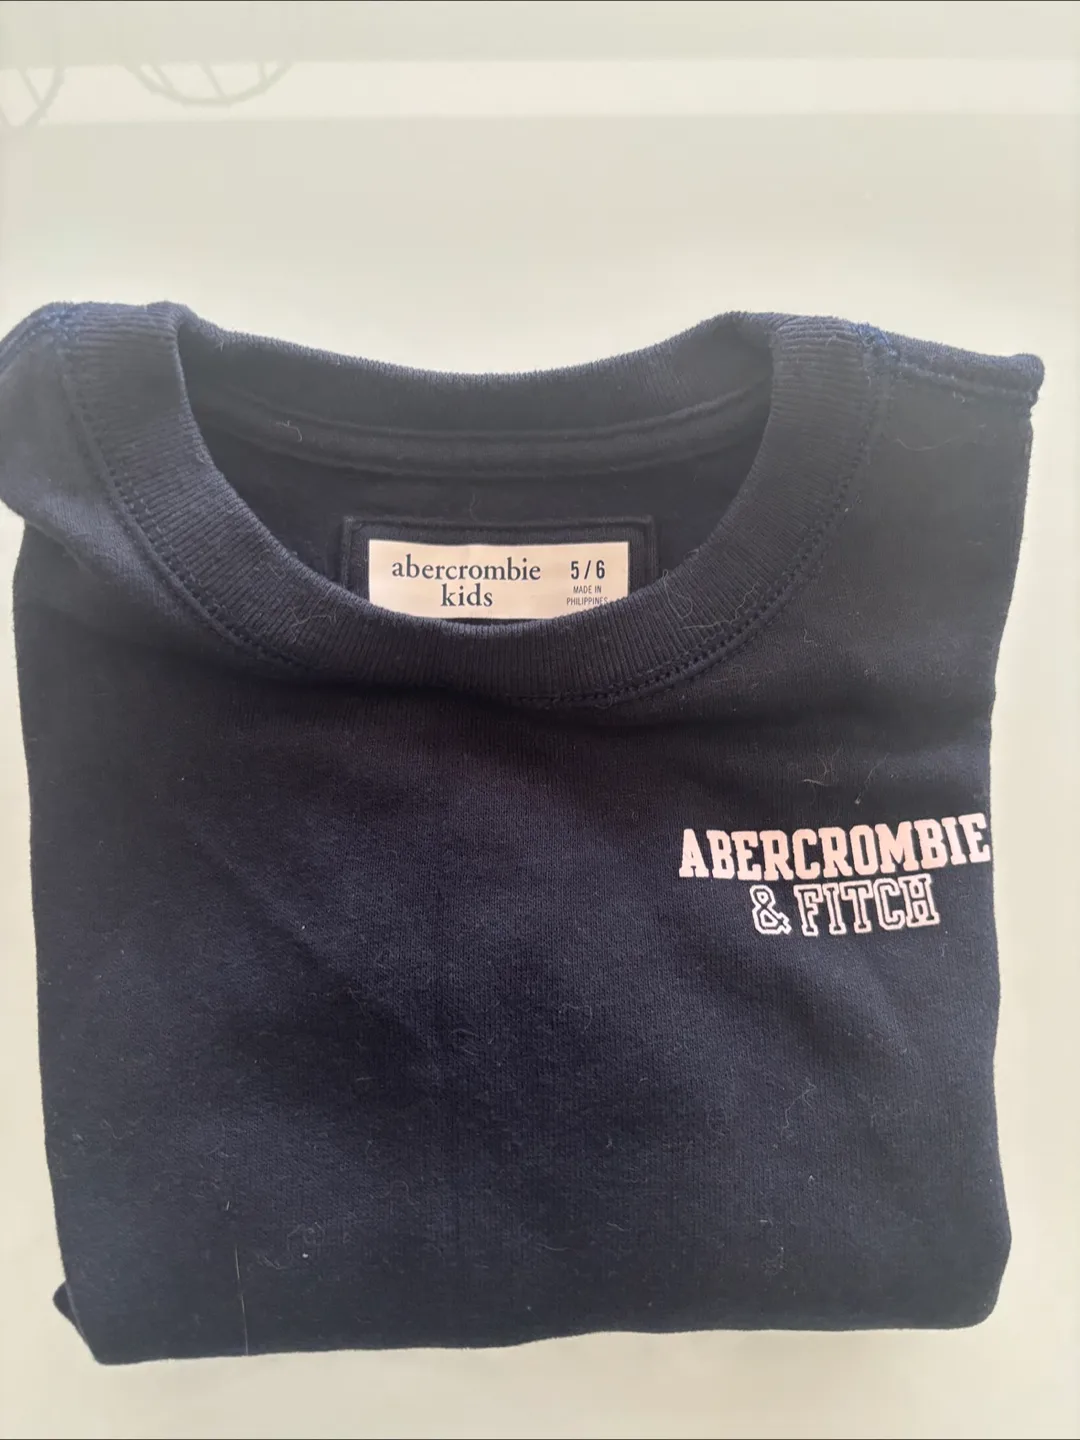 abercrombie
kids
5/6
MADE IN
PHILIPPINES
ABERCROMBIE
& FITCH